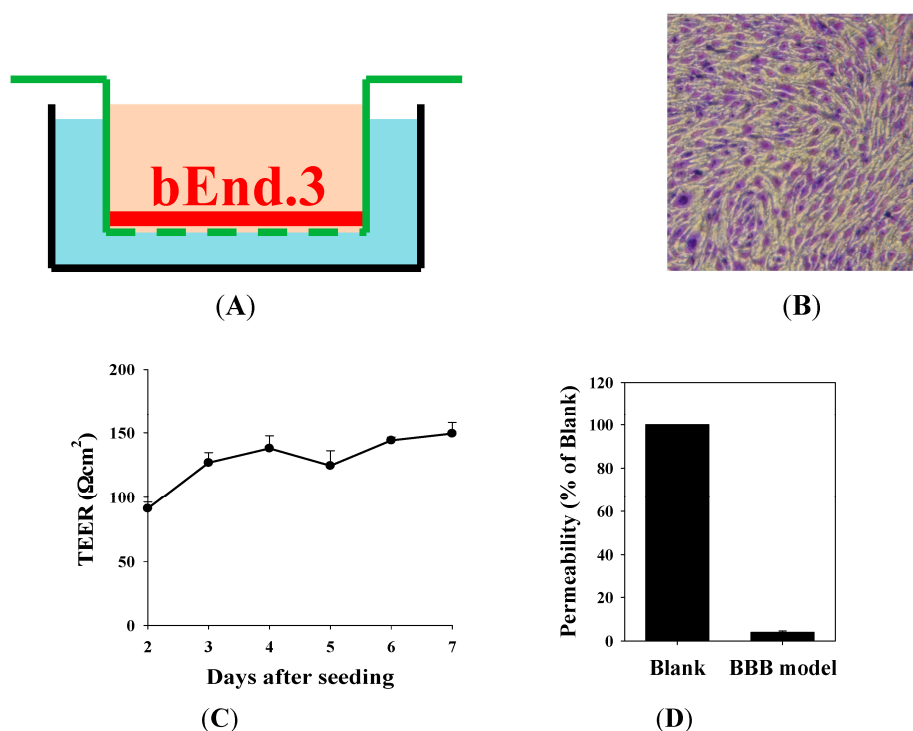 bEnd.3
(A)
(B)
TEER (Ωcm²)
200
150
100
50
0
2 3 4 5 6 7
Days after seeding
(C)
Permeability (% of Blank)
120
100
80
60
40
20
0
Blank BBB model
(D)